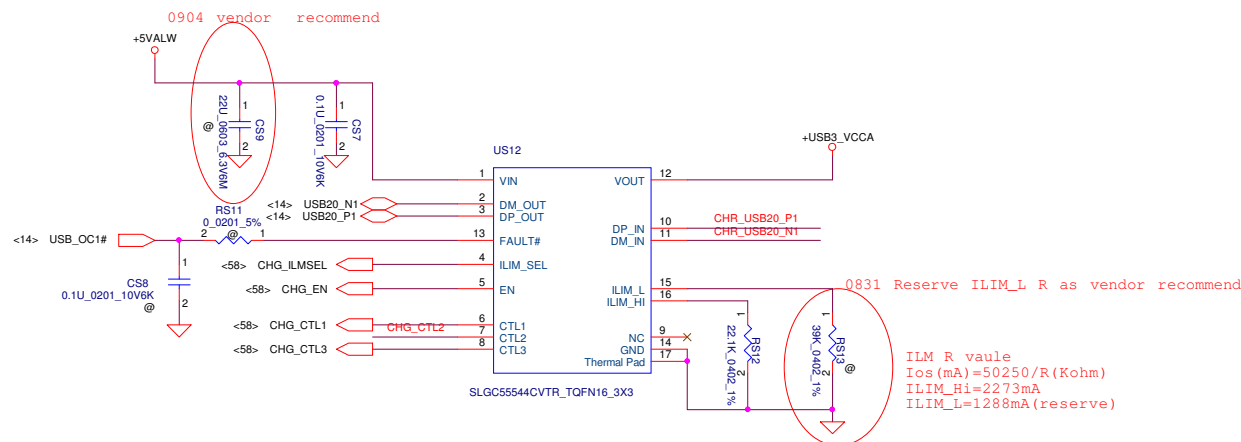 0904 vendor recommend
+5VALW
1
CS9
22U_0603_6.3V6M
@
2
1
CS7
0.1U_0201_10V6K
2
+USB3_VCCA
US12
1
VIN
VOUT
12
<14> USB20_N1
2
DM_OUT
<14> USB20_P1
3
DP_OUT
DP_IN
10
CHR_USB20_P1
DM_IN
11
CHR_USB20_N1
RS11
0_0201_5%
@
<14> USB_OC1#
2
1
13
FAULT#
1
CS8
0.1U_0201_10V6K
@
2
<58> CHG_ILMSEL
4
ILIM_SEL
<58> CHG_EN
5
EN
ILIM_L
15
ILIM_HI
16
0831 Reserve ILIM_L R as vendor recommend
<58> CHG_CTL1
6
CTL1
CHG_CTL2
7
CTL2
<58> CHG_CTL3
8
CTL3
NC
9
GND
14
Thermal Pad
17
1
RS12
22.1K_0402_1%
2
1
RS13
39K_0402_1%
@
2
SLGC55544CVTR_TQFN16_3X3
ILM R vaule
Ios(mA)=50250/R(Kohm)
ILIM_Hi=2273mA
ILIM_L=1288mA(reserve)